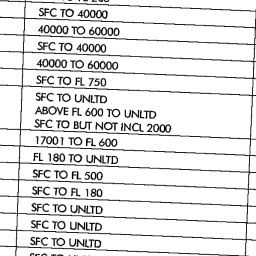 SFC TO 40000
40000 TO 60000
SFC TO 40000
40000 TO 60000
SFC TO FL 750
SFC TO UNLTD
ABOVE FL 600 TO UNLTD
SFC TO BUT NOT INCL 2000
17001 TO FL 600
FL 180 TO UNLTD
SFC TO FL 500
SFC TO FL 180
SFC TO UNLTD
SFC TO UNLTD
SFC TO UNLTD